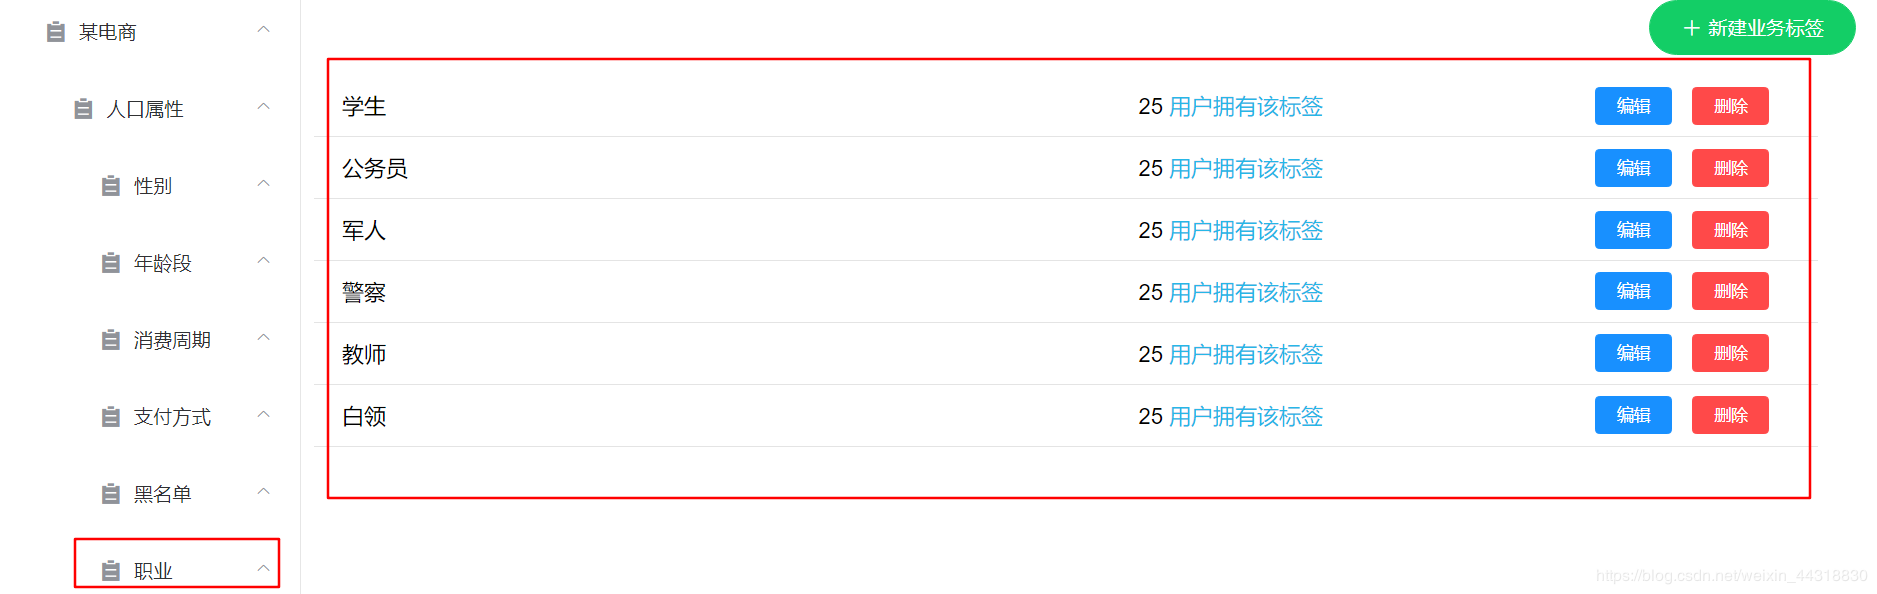 某电商
人口属性
性别
年龄段
消费周期
支付方式
黑名单
职业
+ 新建业务标签
学生 25 用户拥有该标签 编辑 删除
公务员 25 用户拥有该标签 编辑 删除
军人 25 用户拥有该标签 编辑 删除
警察 25 用户拥有该标签 编辑 删除
教师 25 用户拥有该标签 编辑 删除
白领 25 用户拥有该标签 编辑 删除
https://blog.csdn.net/weixin_44318830